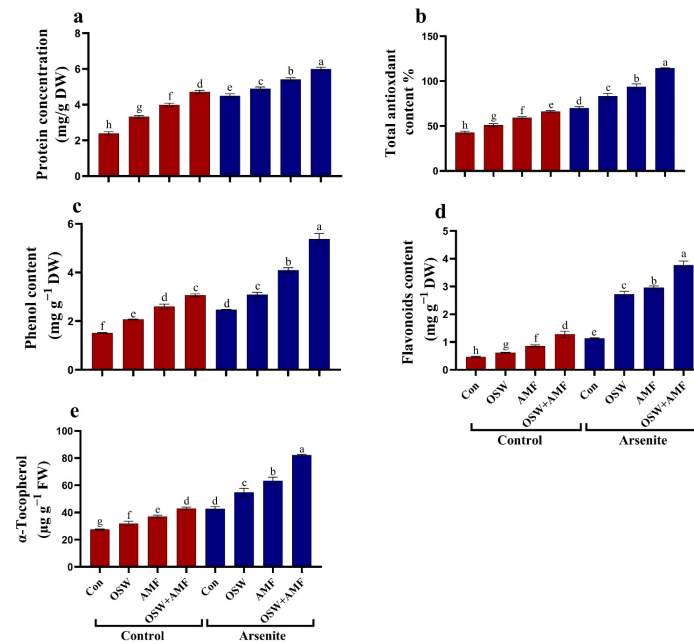 a
Protein concentration
(mg/g DW)
8
6
4
2
0
h
g
f
d
e
c
b
a
b
Total antioxdant
content %
150
100
50
0
h
g
f
e
d
c
b
a
c
Phenol content
(mg g⁻¹ DW)
6
4
2
0
f
e
d
c
d
c
b
a
d
Flavonoids content
(mg g⁻¹ DW)
5
4
3
2
1
0
h
g
f
d
e
c
b
a
Con
OSW
AMF
OSW+AMF
Con
OSW
AMF
OSW+AMF
Control
Arsenite
e
α-Tocopherol
(µg g⁻¹ FW)
100
80
60
40
20
0
g
f
e
d
d
c
b
a
Con
OSW
AMF
OSW+AMF
Con
OSW
AMF
OSW+AMF
Control
Arsenite